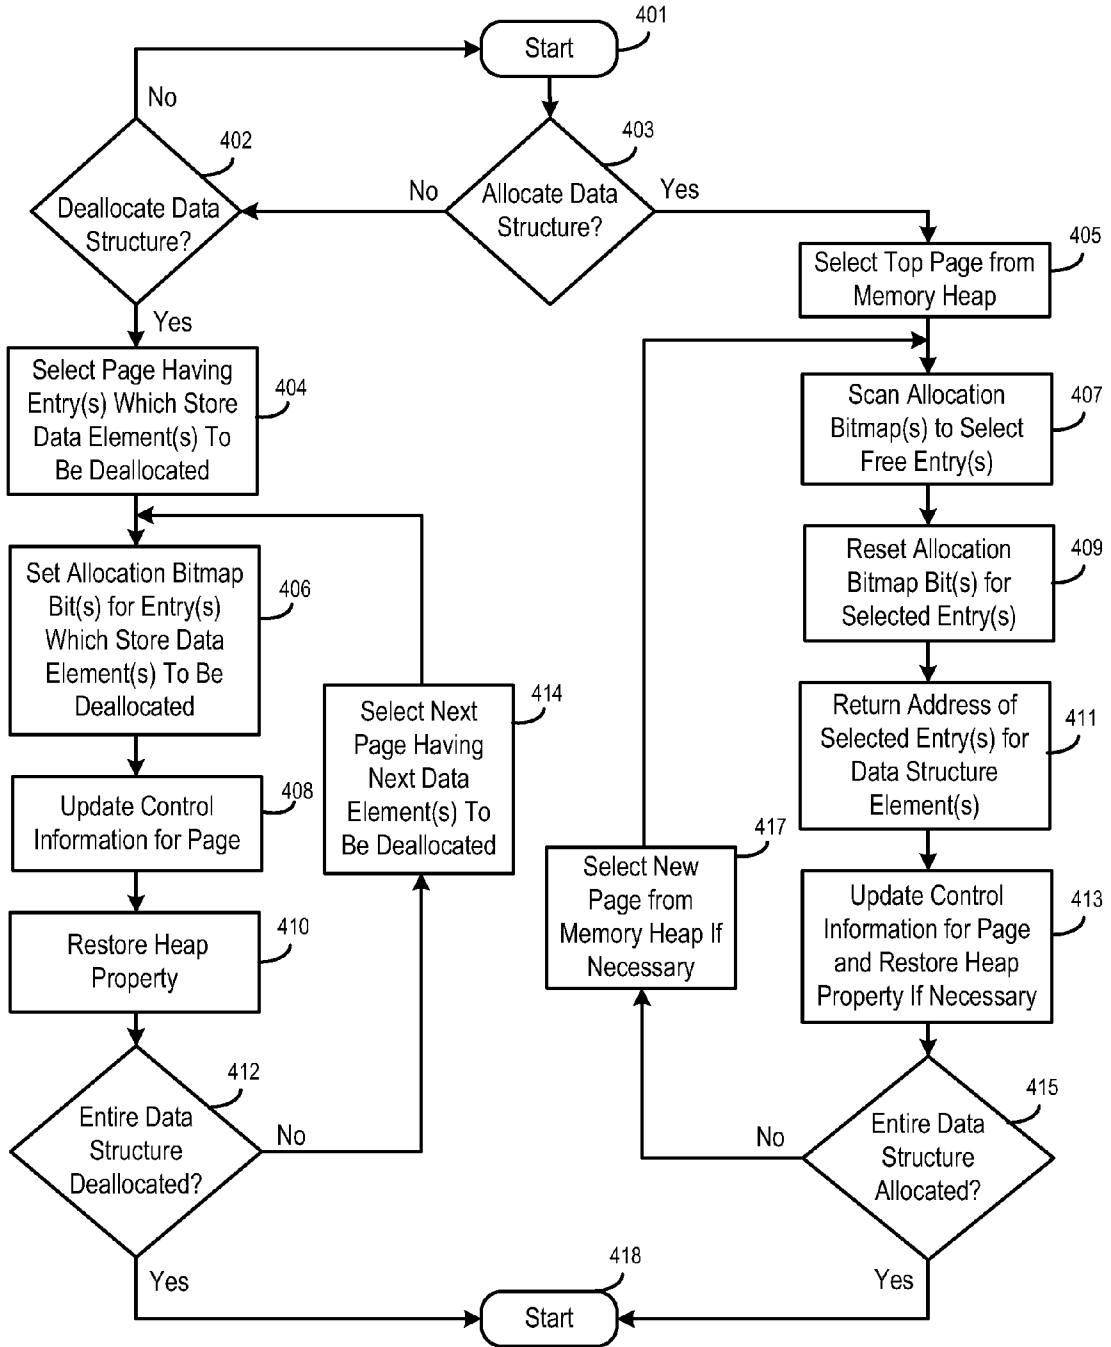 401
Start
No
402
403
Deallocate Data
Structure?
No
Allocate Data
Structure?
Yes
405
Select Top Page from
Memory Heap
Yes
Select Page Having
Entry(s) Which Store
Data Element(s) To
Be Deallocated
404
Scan Allocation
Bitmap(s) to Select
Free Entry(s)
407
Set Allocation Bitmap
Bit(s) for Entry(s)
Which Store Data
Element(s) To Be
Deallocated
406
Reset Allocation
Bitmap Bit(s) for
Selected Entry(s)
409
Select Next
Page Having
Next Data
Element(s) To
Be Deallocated
414
Return Address of
Selected Entry(s) for
Data Structure
Element(s)
411
Update Control
Information for Page
408
Select New
Page from
Memory Heap If
Necessary
417
Update Control
Information for Page
and Restore Heap
Property If Necessary
413
Restore Heap
Property
410
Entire Data
Structure
Deallocated?
412
No
No
Entire Data
Structure
Allocated?
415
Yes
Yes
418
Start